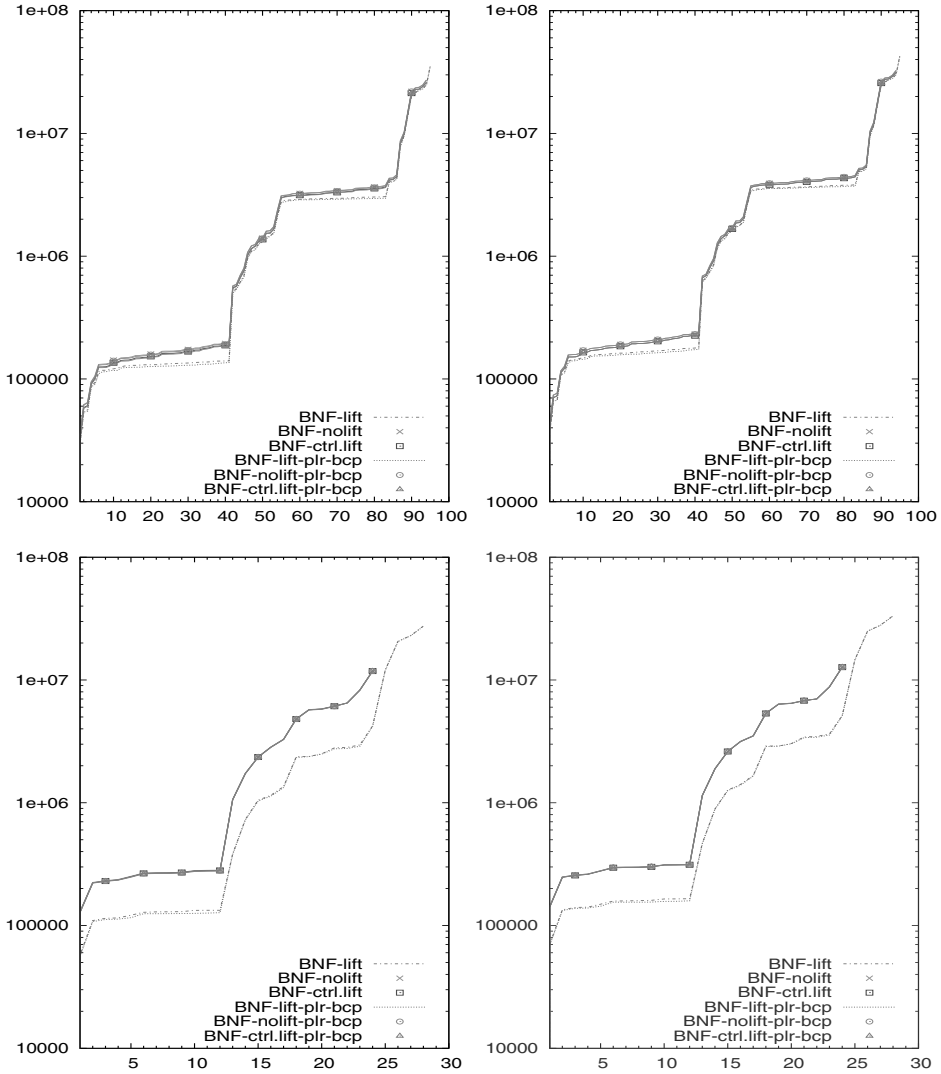 1e+08
1e+07
1e+06
100000
10000
BNF-lift
BNF-nolift
BNF-ctrl.lift
BNF-lift-plr-bcp
BNF-nolift-plr-bcp
BNF-ctrl.lift-plr-bcp
10 20 30 40 50 60 70 80 90 100
1e+08
1e+07
1e+06
100000
10000
BNF-lift
BNF-nolift
BNF-ctrl.lift
BNF-lift-plr-bcp
BNF-nolift-plr-bcp
BNF-ctrl.lift-plr-bcp
10 20 30 40 50 60 70 80 90 100
1e+08
1e+07
1e+06
100000
10000
BNF-lift
BNF-nolift
BNF-ctrl.lift
BNF-lift-plr-bcp
BNF-nolift-plr-bcp
BNF-ctrl.lift-plr-bcp
5 10 15 20 25 30
1e+08
1e+07
1e+06
100000
10000
BNF-lift
BNF-nolift
BNF-ctrl.lift
BNF-lift-plr-bcp
BNF-nolift-plr-bcp
BNF-ctrl.lift-plr-bcp
5 10 15 20 25 30